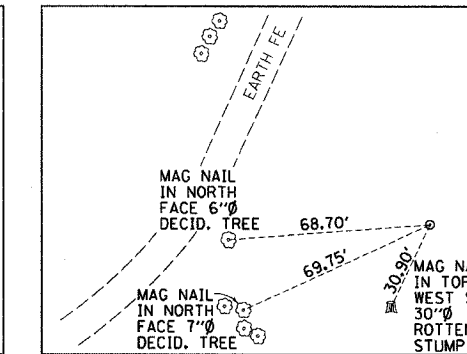 EARTH FE
MAG NAIL
IN NORTH
FACE 6"Ø
DECID. TREE
68.70'
69.75'
30.90'
MAG NAIL
IN NORTH
FACE 7"Ø
DECID. TREE
MAG NA
IN TOP
WEST S
30"Ø
ROTTEN
STUMP